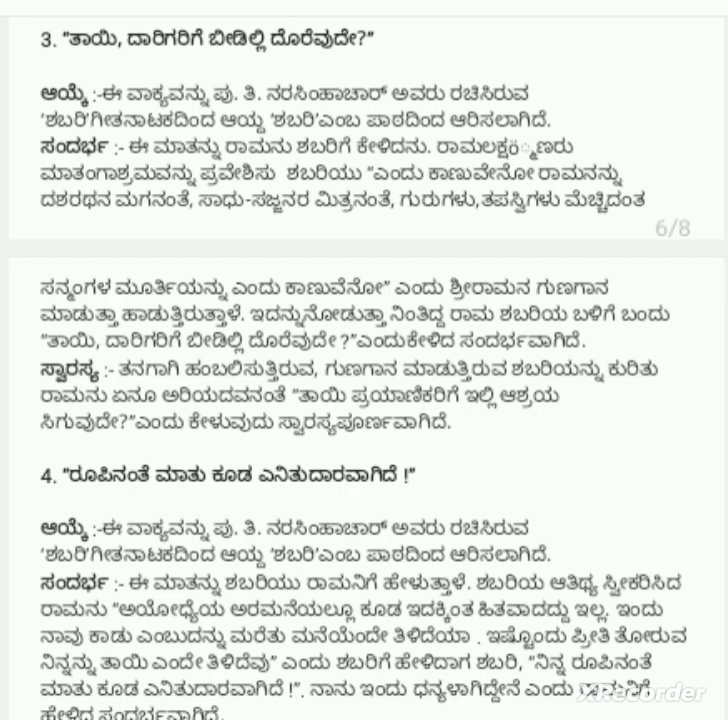 3. "ತಾಯಿ, ದಾರಿಗರಿಗೆ ಬೀಡಿಲ್ಲಿ ದೊರೆವುದೇ?"
ಆಯ್ಕೆ :-ಈ ವಾಕ್ಯವನ್ನು ಪು. ತಿ. ನರಸಿಂಹಾಚಾರ್ ಅವರು ರಚಿಸಿರುವ
'ಶಬರಿ'ಗೀತನಾಟಕದಿಂದ ಆಯ್ದ 'ಶಬರಿ'ಎಂಬ ಪಾಠದಿಂದ ಆರಿಸಲಾಗಿದೆ.
ಸಂದರ್ಭ :- ಈ ಮಾತನ್ನು ರಾಮನು ಶಬರಿಗೆ ಕೇಳಿದನು. ರಾಮಲಕ್ಷö್ಮಣರು
ಮಾತಂಗಾಶ್ರಮವನ್ನು ಪ್ರವೇಶಿಸು ಶಬರಿಯು "ಎಂದು ಕಾಣುವೇನೋ ರಾಮನನ್ನು
ದಶರಥನ ಮಗನಂತೆ, ಸಾಧು-ಸಜ್ಜನರ ಮಿತ್ರನಂತೆ, ಗುರುಗಳು,ತಪಸ್ವಿಗಳು ಮೆಚ್ಚಿದಂತ
6/8
ಸನ್ಮಂಗಳ ಮೂರ್ತಿಯನ್ನು ಎಂದು ಕಾಣುವೆನೋ" ಎಂದು ಶ್ರೀರಾಮನ ಗುಣಗಾನ
ಮಾಡುತ್ತಾ ಹಾಡುತ್ತಿರುತ್ತಾಳೆ. ಇದನ್ನುನೋಡುತ್ತಾ ನಿಂತಿದ್ದ ರಾಮ ಶಬರಿಯ ಬಳಿಗೆ ಬಂದು
"ತಾಯಿ, ದಾರಿಗರಿಗೆ ಬೀಡಿಲ್ಲಿ ದೊರೆವುದೇ ?"ಎಂದುಕೇಳಿದ ಸಂದರ್ಭವಾಗಿದೆ.
ಸ್ವಾರಸ್ಯ :- ತನಗಾಗಿ ಹಂಬಲಿಸುತ್ತಿರುವ, ಗುಣಗಾನ ಮಾಡುತ್ತಿರುವ ಶಬರಿಯನ್ನು ಕುರಿತು
ರಾಮನು ಏನೂ ಅರಿಯದವನಂತೆ "ತಾಯಿ ಪ್ರಯಾಣಿಕರಿಗೆ ಇಲ್ಲಿ ಆಶ್ರಯ
ಸಿಗುವುದೇ?"ಎಂದು ಕೇಳುವುದು ಸ್ವಾರಸ್ಯಪೂರ್ಣವಾಗಿದೆ.
4. "ರೂಪಿನಂತೆ ಮಾತು ಕೂಡ ಎನಿತುದಾರವಾಗಿದೆ !"
ಆಯ್ಕೆ :-ಈ ವಾಕ್ಯವನ್ನು ಪು. ತಿ. ನರಸಿಂಹಾಚಾರ್ ಅವರು ರಚಿಸಿರುವ
'ಶಬರಿ'ಗೀತನಾಟಕದಿಂದ ಆಯ್ದ 'ಶಬರಿ'ಎಂಬ ಪಾಠದಿಂದ ಆರಿಸಲಾಗಿದೆ.
ಸಂದರ್ಭ :- ಈ ಮಾತನ್ನು ಶಬರಿಯು ರಾಮನಿಗೆ ಹೇಳುತ್ತಾಳೆ. ಶಬರಿಯ ಆತಿಥ್ಯ ಸ್ವೀಕರಿಸಿದ
ರಾಮನು "ಅಯೋಧ್ಯೆಯ ಅರಮನೆಯಲ್ಲೂ ಕೂಡ ಇದಕ್ಕಿಂತ ಹಿತವಾದದ್ದು ಇಲ್ಲ. ಇಂದು
ನಾವು ಕಾಡು ಎಂಬುದನ್ನು ಮರೆತು ಮನೆಯೆಂದೇ ತಿಳಿದೆಯಾ . ಇಷ್ಟೊಂದು ಪ್ರೀತಿ ತೋರುವ
ನಿನ್ನನ್ನು ತಾಯಿ ಎಂದೇ ತಿಳಿದೆವು" ಎಂದು ಶಬರಿಗೆ ಹೇಳಿದಾಗ ಶಬರಿ, "ನಿನ್ನ ರೂಪಿನಂತೆ
ಮಾತು ಕೂಡ ಎನಿತುದಾರವಾಗಿದೆ !". ನಾನು ಇಂದು ಧನ್ಯಳಾಗಿದ್ದೇನೆ ಎಂದು ರಾಮನಿಗೆ
XRecorder
ಹೇಳಿದ ಸಂದರ್ಭವಾಗಿದೆ.